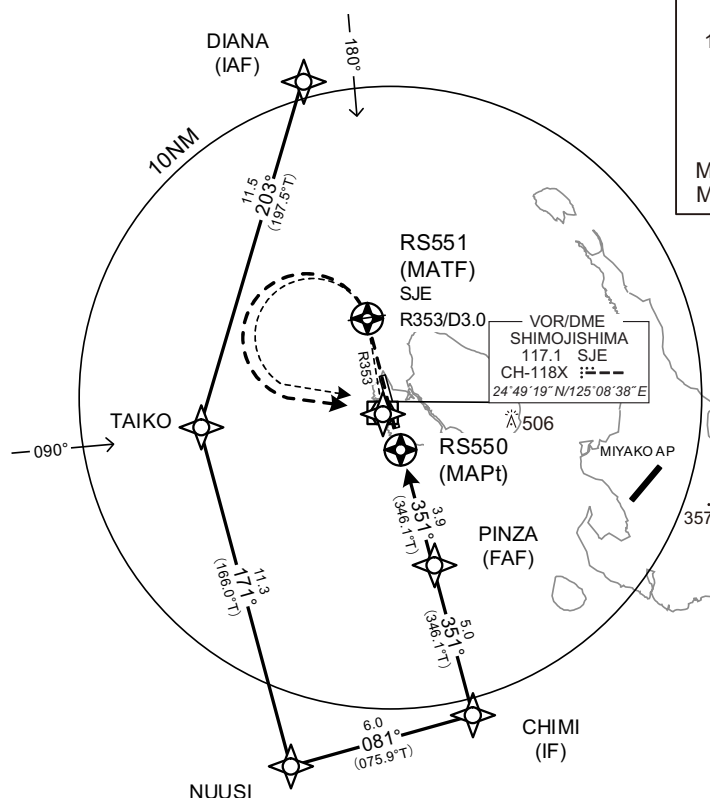 DIANA
(IAF)
180°
1
10NM
11.5
203°
(197.5°T)
M
M
RS551
(MATF)
SJE
R353/D3.0
R353
VOR/DME
SHIMOJISHIMA
117.1 SJE
CH-118X
24°49'19"N/125°08'38"E
TAIKO
506
090°
RS550
(MAPt)
MIYAKO AP
357
3.9
351°
(346.1°T)
PINZA
(FAF)
11.3
171°
(166.0°T)
5.0
351°
(346.1°T)
6.0
081°
(075.9°T)
CHIMI
(IF)
NUUSI